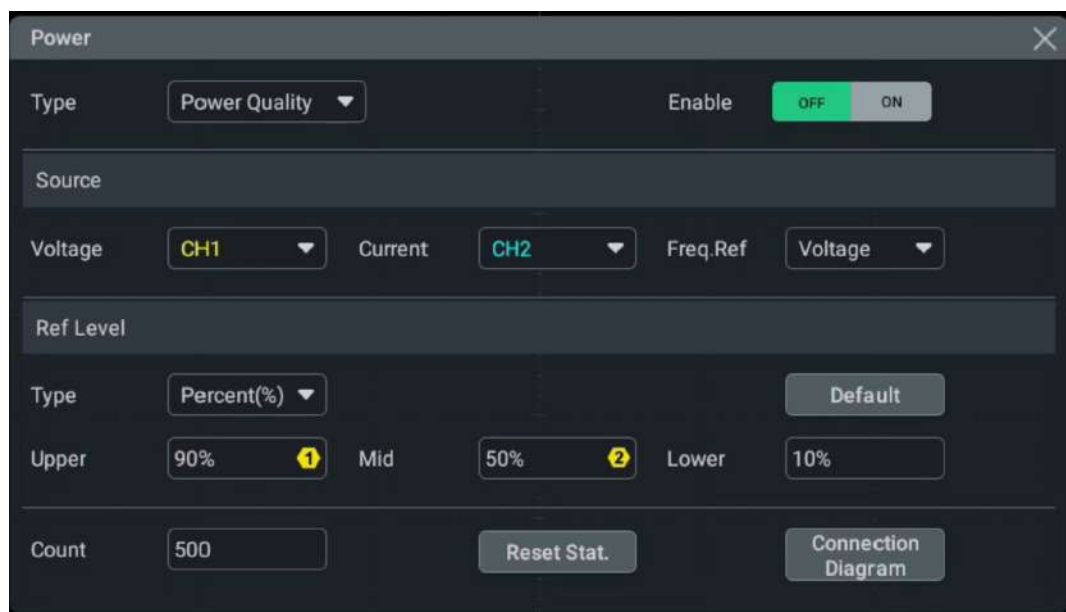 Power
Type Power Quality Enable OFF ON
Source
Voltage CH1 Current CH2 Freq.Ref Voltage
Ref Level
Type Percent(%) Default
Upper 90% 1 Mid 50% 2 Lower 10%
Count 500 Reset Stat. Connection
Diagram